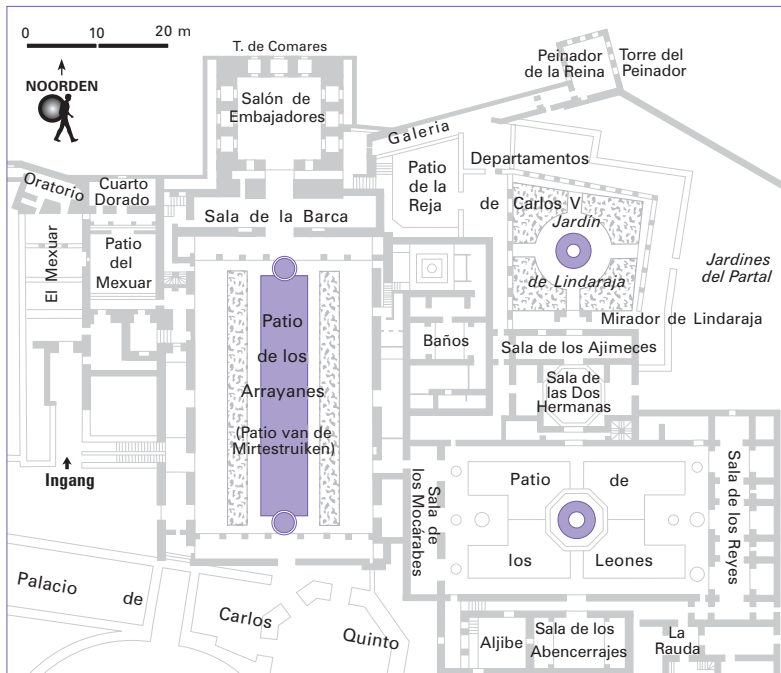 0 10 20 m
NOORDEN
T. de Comares
Salón de
Embajadores
Peinador
de la Reina
Torre del
Peinador
Galeria
Departamentos
de Carlos V
Patio
de la
Reja
Oratorio
Cuarto
Dorado
Sala de la Barca
El Mexuar
Patio
del
Mexuar
Jardín
de Lindaraja
Jardines
del Partal
Mirador de Lindaraja
Baños
Sala de los Ajimeces
Sala de
las Dos
Hermanas
Patio
de los
Arrayanes
(Patio van de
Mirtestruiken)
Ingang
Sala de
los Mocárabes
Patio de
los Leones
Sala de los Reyes
Palacio de
Carlos
Quinto
Aljibe
Sala de los
Abencerrajes
La
Rauda